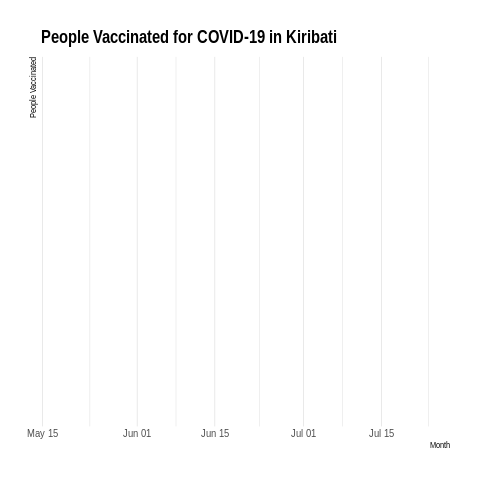 People Vaccinated for COVID-19 in Kiribati
People Vaccinated
May 15 Jun 01 Jun 15 Jul 01 Jul 15
Month